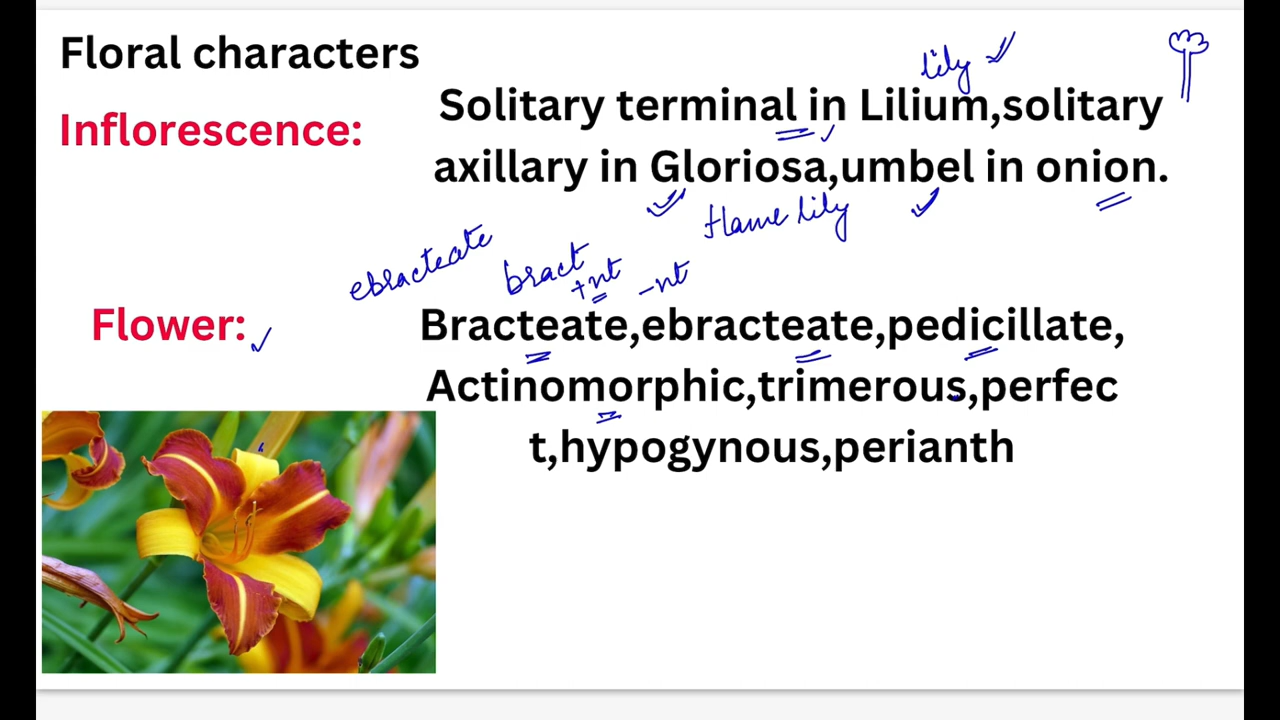 Floral characters
lily
Inflorescence:
Solitary terminal in Lilium,solitary
axillary in Gloriosa,umbel in onion.
flame lily
ebracteate
bract
+nt -nt
Flower:
Bracteate,ebracteate,pedicillate,
Actinomorphic,trimerous,perfec
t,hypogynous,perianth